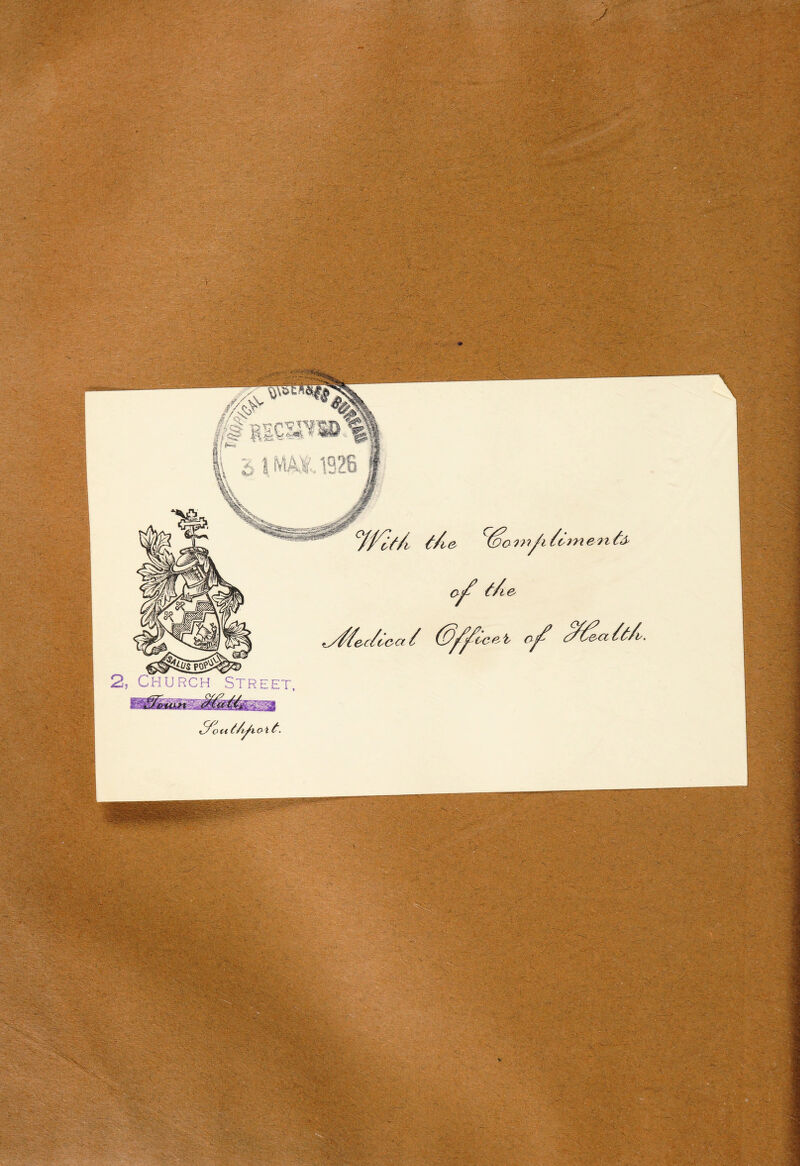 TROPICAL DISEASES BUREAU
RECEIVED
31 MAY. 1926
With the Compliments
of the
Medical Officer of Health.
SALUS POPULI
2, CHURCH STREET,
Town Hall,
Southport.